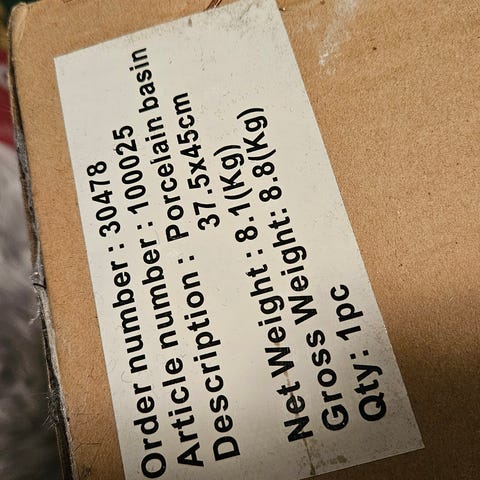 Order number : 30478
Article number : 100025
Description : Porcelain basin
37.5x45cm
Net Weight : 8.1(Kg)
Gross Weight: 8.8(Kg)
Qty: 1pc